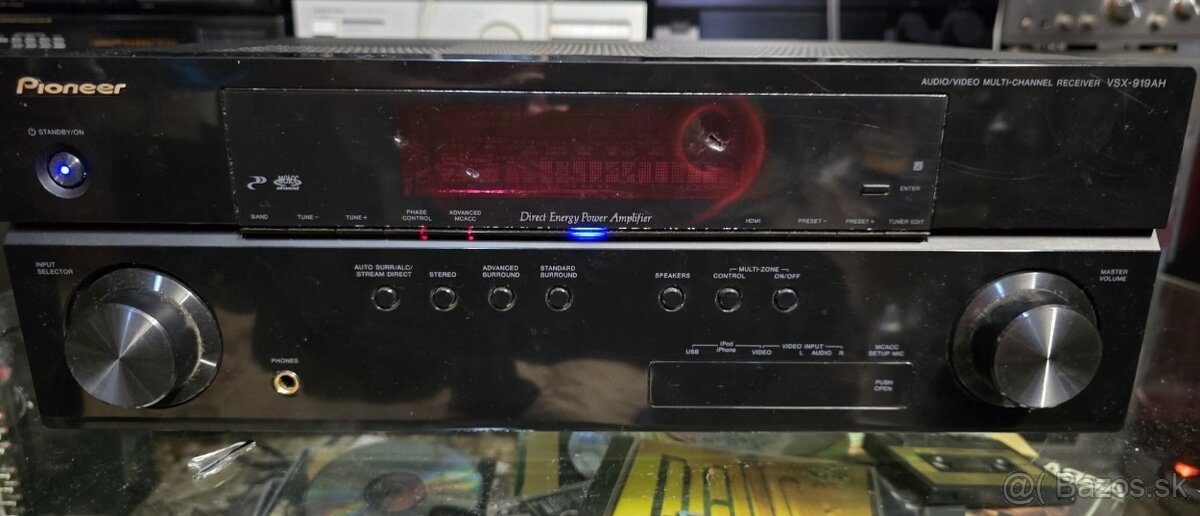 Pioneer
AUDIO/VIDEO MULTI-CHANNEL RECEIVER VSX-919AH
STANDBY/ON
MCACC
advanced
ENTER
BAND
TUNE−
TUNE+
PHASE
CONTROL
ADVANCED
MCACC
Direct Energy Power Amplifier
HDMI
PRESET−
PRESET+
TUNER EDIT
INPUT
SELECTOR
AUTO SURR/ALC/
STREAM DIRECT
STEREO
ADVANCED
SURROUND
STANDARD
SURROUND
SPEAKERS
MULTI-ZONE
CONTROL
ON/OFF
MASTER
VOLUME
PHONES
USB
iPod
iPhone
VIDEO INPUT
VIDEO
L AUDIO R
MCACC
SETUP MIC
PUSH
OPEN
@( Bazos.sk